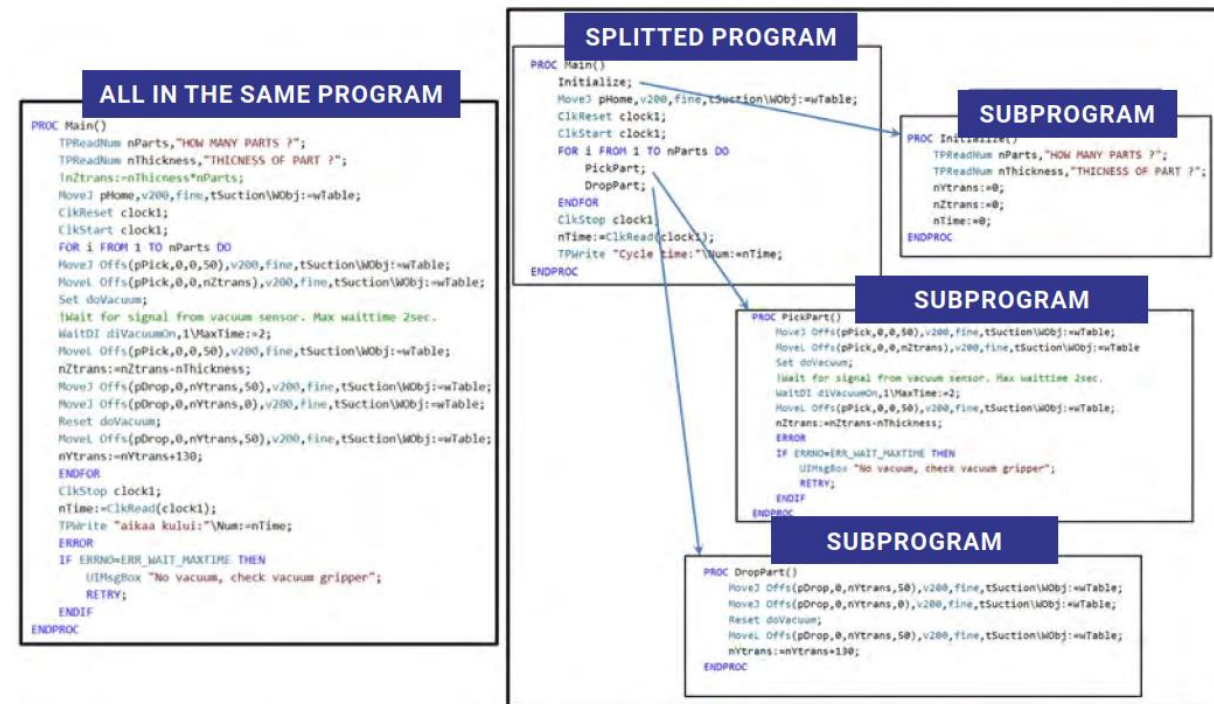 ALL IN THE SAME PROGRAM
PROC Main()
TPReadNum nParts,"HOW MANY PARTS ?";
TPReadNum nThickness,"THICNESS OF PART ?";
!nZtrans:=nThicness*nParts;
MoveJ pHome,v200,fine,tSuction\WObj:=wTable;
ClkReset clock1;
ClkStart clock1;
FOR i FROM 1 TO nParts DO
MoveJ Offs(pPick,0,0,50),v200,fine,tSuction\WObj:=wTable;
MoveL Offs(pPick,0,0,nZtrans),v200,fine,tSuction\WObj:=wTable;
Set doVacuum;
!Wait for signal from vacuum sensor. Max waittime 2sec.
WaitDI diVacuumOn,1\MaxTime:=2;
MoveL Offs(pPick,0,0,50),v200,fine,tSuction\WObj:=wTable;
nZtrans:=nZtrans-nThickness;
MoveJ Offs(pDrop,0,nYtrans,50),v200,fine,tSuction\WObj:=wTable;
MoveJ Offs(pDrop,0,nYtrans,0),v200,fine,tSuction\WObj:=wTable;
Reset doVacuum;
MoveL Offs(pDrop,0,nYtrans,50),v200,fine,tSuction\WObj:=wTable;
nYtrans:=nYtrans+130;
ENDFOR
ClkStop clock1;
nTime:=ClkRead(clock1);
TPWrite "aikaa kului:"\Num:=nTime;
ERROR
IF ERRNO=ERR_WAIT_MAXTIME THEN
UIMsgBox "No vacuum, check vacuum gripper";
RETRY;
ENDIF
ENDPROC
SPLITTED PROGRAM
PROC Main()
Initialize;
MoveJ pHome,v200,fine,tSuction\WObj:=wTable;
ClkReset clock1;
ClkStart clock1;
FOR i FROM 1 TO nParts DO
PickPart;
DropPart;
ENDFOR
ClkStop clock1;
nTime:=ClkRead(clock1);
TPWrite "Cycle time:"\Num:=nTime;
ENDPROC
SUBPROGRAM
PROC Initialize()
TPReadNum nParts,"HOW MANY PARTS ?";
TPReadNum nThickness,"THICNESS OF PART ?";
nYtrans:=0;
nZtrans:=0;
nTime:=0;
ENDPROC
SUBPROGRAM
PROC PickPart()
MoveJ Offs(pPick,0,0,50),v200,fine,tSuction\WObj:=wTable;
MoveL Offs(pPick,0,0,nZtrans),v200,fine,tSuction\WObj:=wTable
Set doVacuum;
!Wait for signal from vacuum sensor. Max waittime 2sec.
WaitDI diVacuumOn,1\MaxTime:=2;
MoveL Offs(pPick,0,0,50),v200,fine,tSuction\WObj:=wTable;
nZtrans:=nZtrans-nThickness;
ERROR
IF ERRNO=ERR_WAIT_MAXTIME THEN
UIMsgBox "No vacuum, check vacuum gripper";
RETRY;
ENDIF
ENDPROC
SUBPROGRAM
PROC DropPart()
MoveJ Offs(pDrop,0,nYtrans,50),v200,fine,tSuction\WObj:=wTable;
MoveJ Offs(pDrop,0,nYtrans,0),v200,fine,tSuction\WObj:=wTable;
Reset doVacuum;
MoveL Offs(pDrop,0,nYtrans,50),v200,fine,tSuction\WObj:=wTable;
nYtrans:=nYtrans+130;
ENDPROC